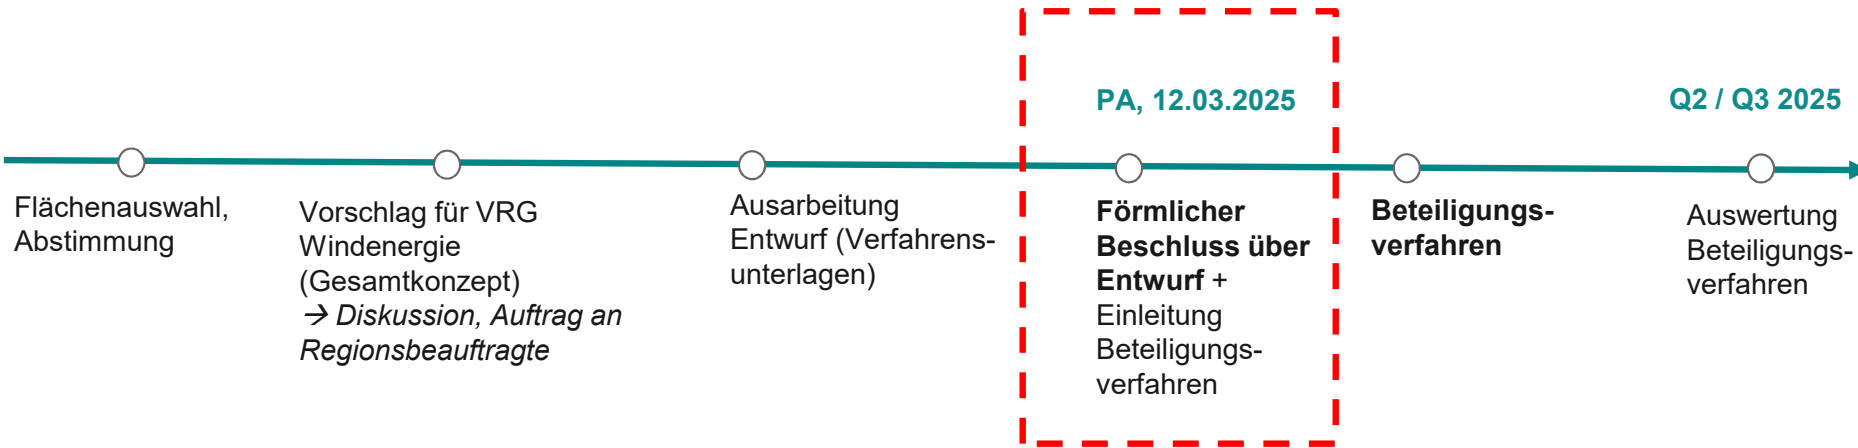 PA, 12.03.2025
Q2 / Q3 2025
Flächenauswahl,
Abstimmung
Vorschlag für VRG
Windenergie
(Gesamtkonzept)
→ Diskussion, Auftrag an
Regionsbeauftragte
Ausarbeitung
Entwurf (Verfahrens-
unterlagen)
Förmlicher
Beschluss über
Entwurf +
Einleitung
Beteiligungs-
verfahren
Beteiligungs-
verfahren
Auswertung
Beteiligungs-
verfahren